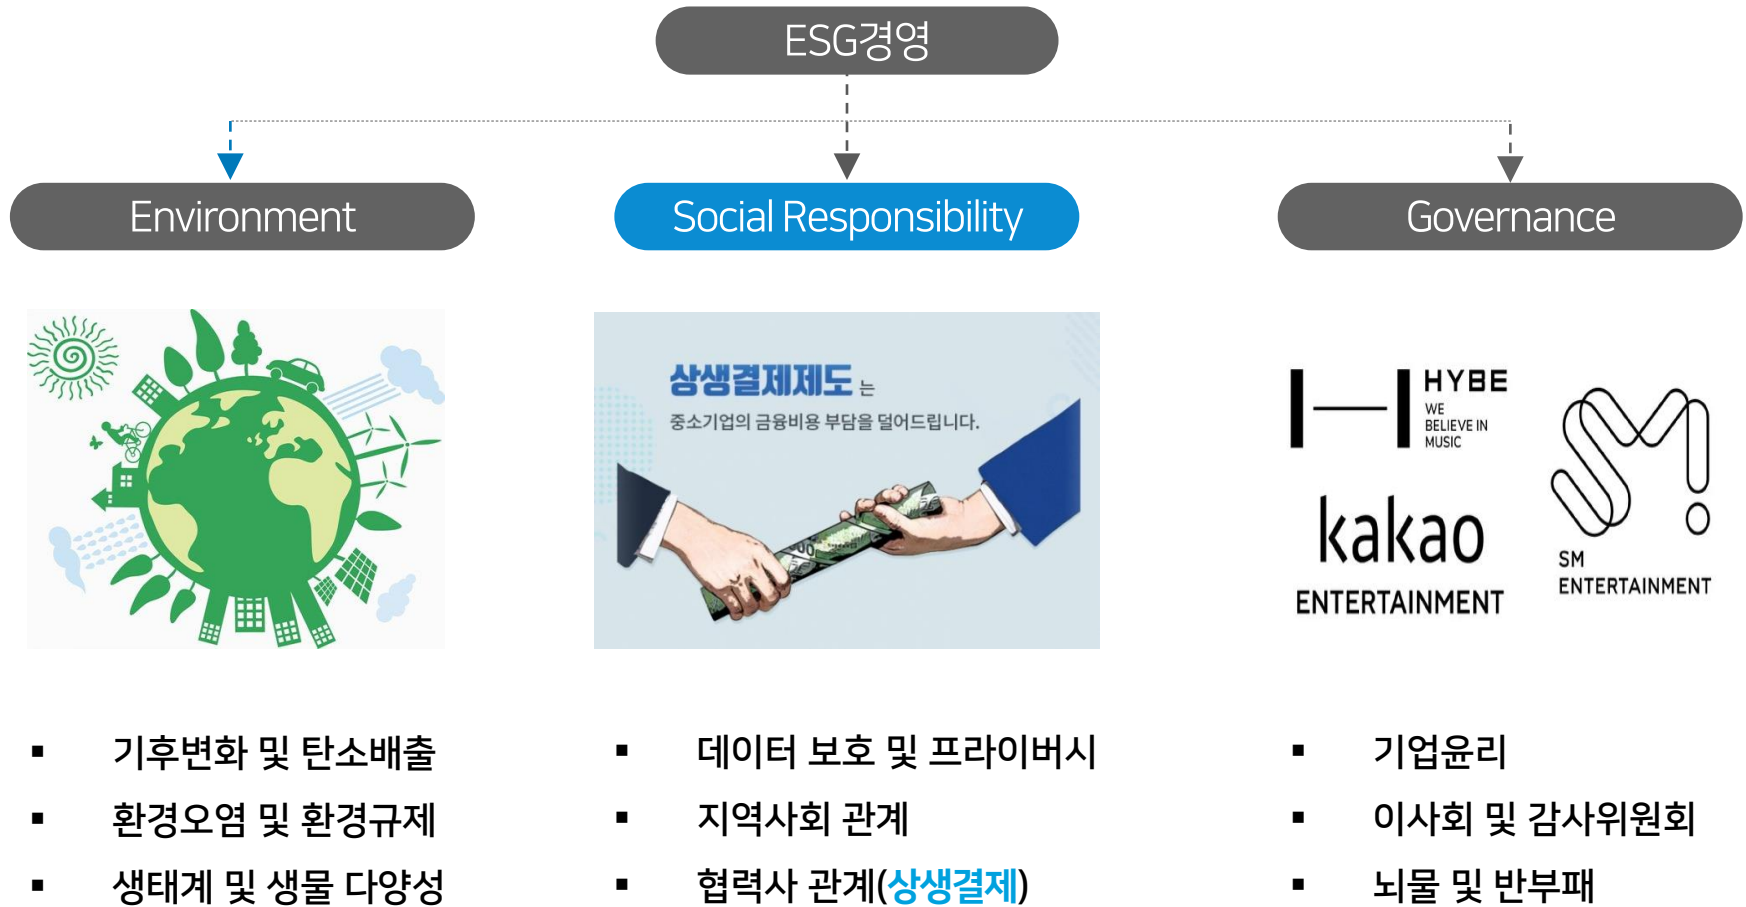 ESG경영
Environment
Social Responsibility
Governance
상생결제제도 는
중소기업의 금융비용 부담을 덜어드립니다.
HYBE
WE
BELIEVE IN
MUSIC
kakao
ENTERTAINMENT
SM
ENTERTAINMENT
▪ 기후변화 및 탄소배출
▪ 환경오염 및 환경규제
▪ 생태계 및 생물 다양성
▪ 데이터 보호 및 프라이버시
▪ 지역사회 관계
▪ 협력사 관계(상생결제)
▪ 기업윤리
▪ 이사회 및 감사위원회
▪ 뇌물 및 반부패